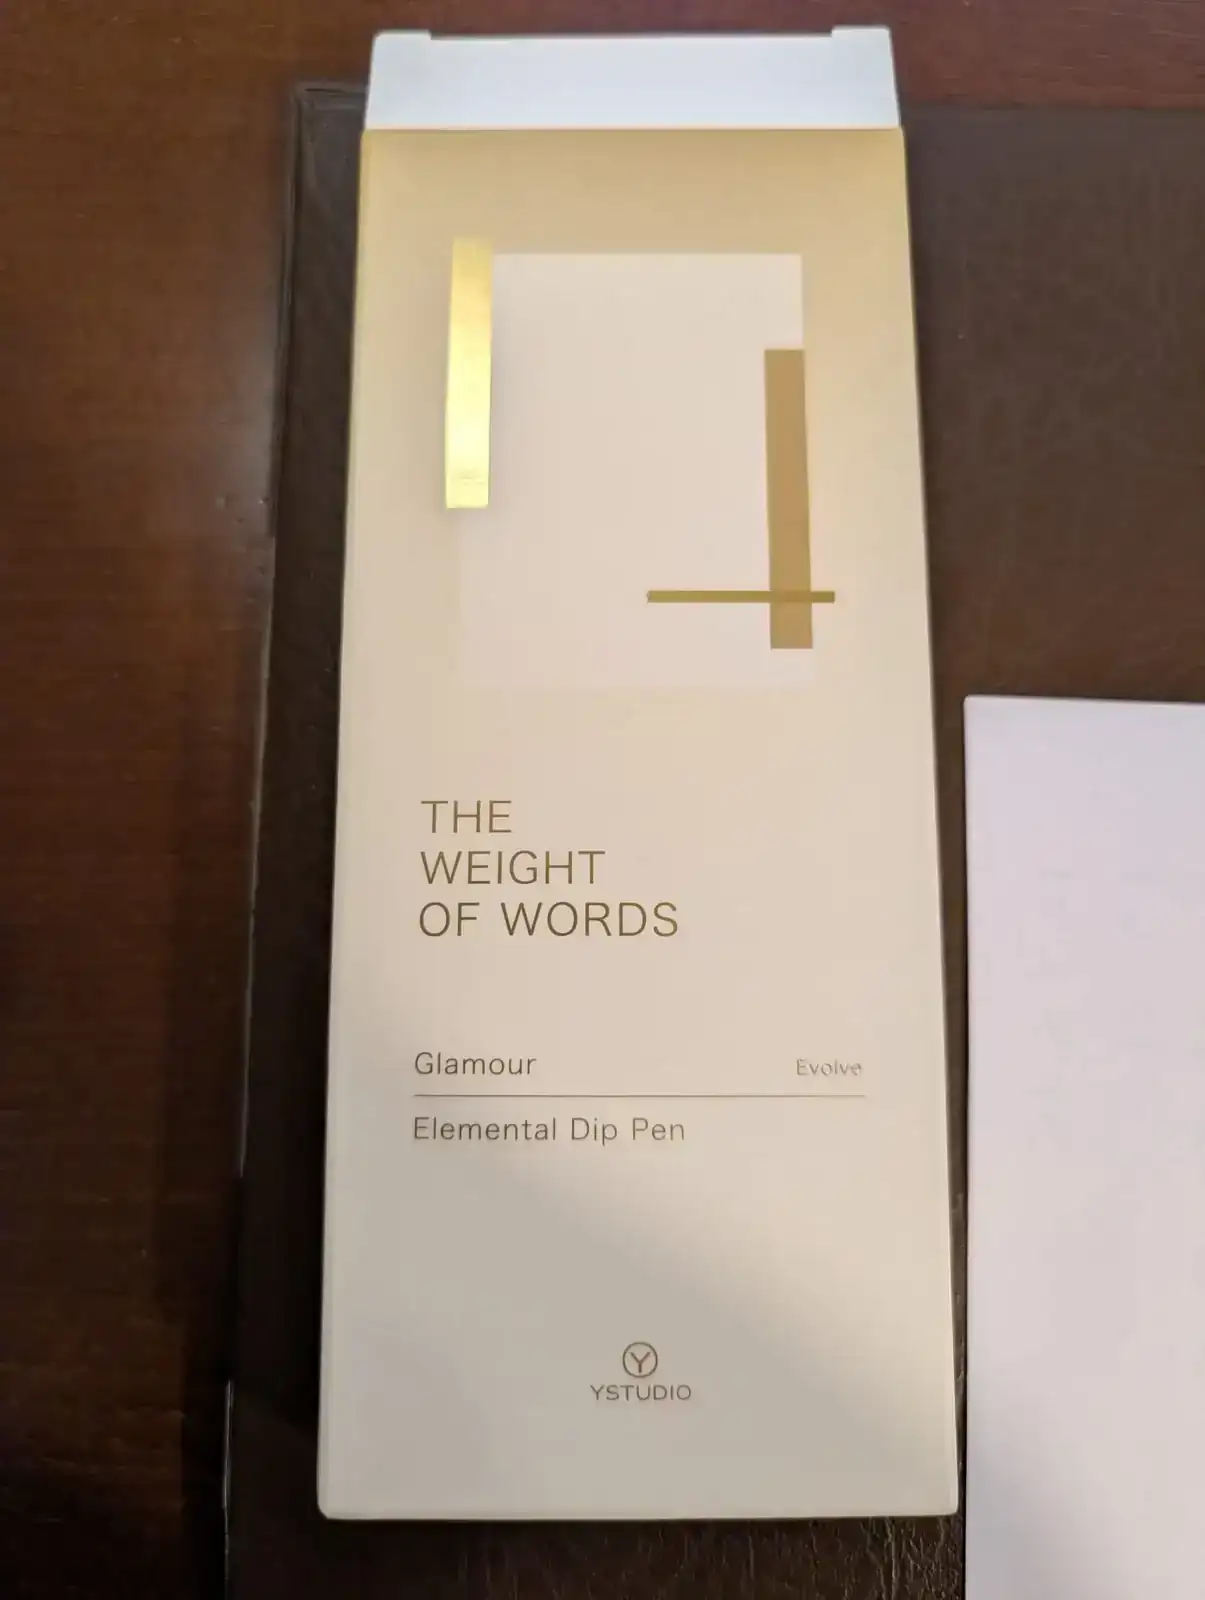 THE
WEIGHT
OF WORDS
Glamour Evolve
Elemental Dip Pen
Y
YSTUDIO